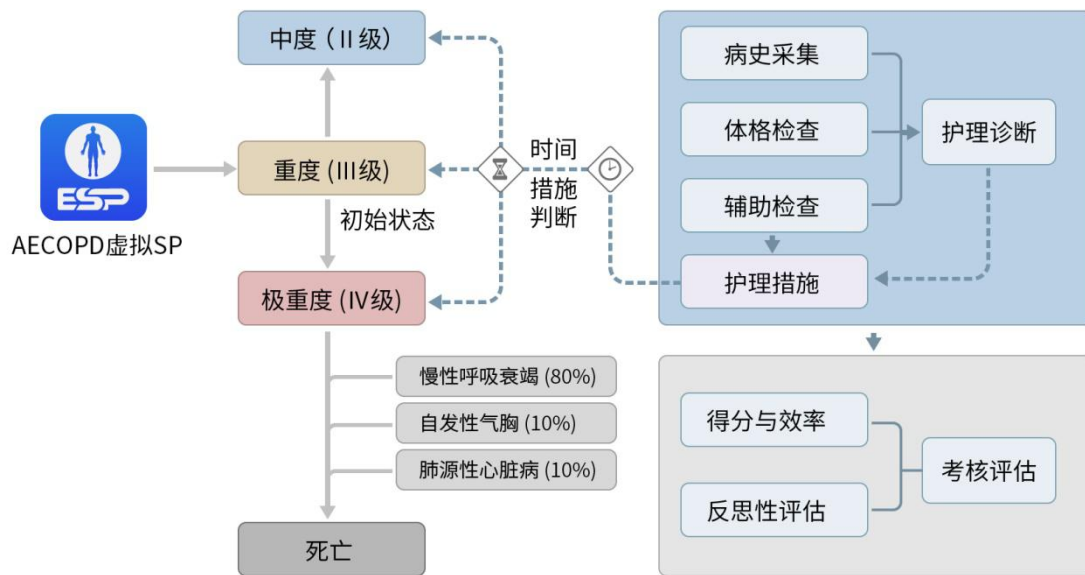 中度（Ⅱ级）
重度 (Ⅲ级)
初始状态
ESP
AECOPD虚拟SP
极重度 (Ⅳ级)
慢性呼吸衰竭 (80%)
自发性气胸 (10%)
肺源性心脏病 (10%)
死亡
时间
措施
判断
病史采集
体格检查
辅助检查
护理诊断
护理措施
得分与效率
反思性评估
考核评估